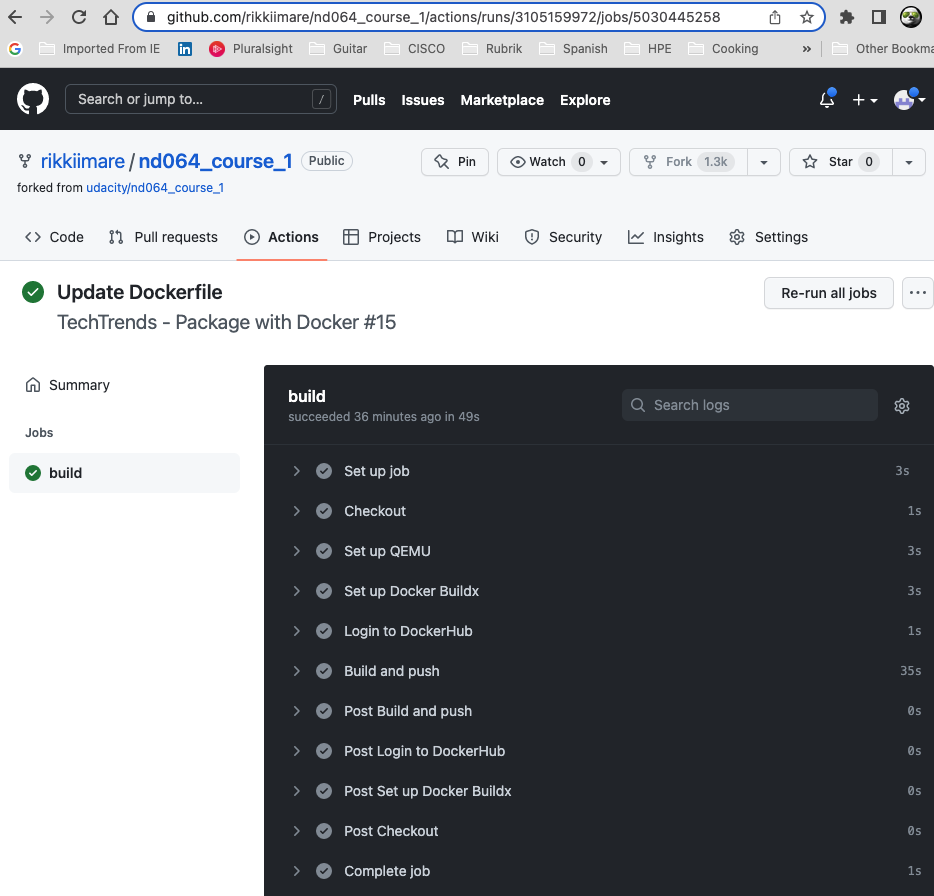 github.com/rikkiimare/nd064_course_1/actions/runs/3105159972/jobs/5030445258
Imported From IE Pluralsight Guitar CISCO Rubrik Spanish HPE Cooking » Other Bookma
Search or jump to... / Pulls Issues Marketplace Explore
rikkiimare / nd064_course_1 Public Pin Watch 0 Fork 1.3k Star 0
forked from udacity/nd064_course_1
Code Pull requests Actions Projects Wiki Security Insights Settings
Update Dockerfile Re-run all jobs ...
TechTrends - Package with Docker #15
Summary
Jobs
build
build
succeeded 36 minutes ago in 49s
Search logs
Set up job 3s
Checkout 1s
Set up QEMU 3s
Set up Docker Buildx 3s
Login to DockerHub 1s
Build and push 35s
Post Build and push 0s
Post Login to DockerHub 0s
Post Set up Docker Buildx 0s
Post Checkout 0s
Complete job 1s